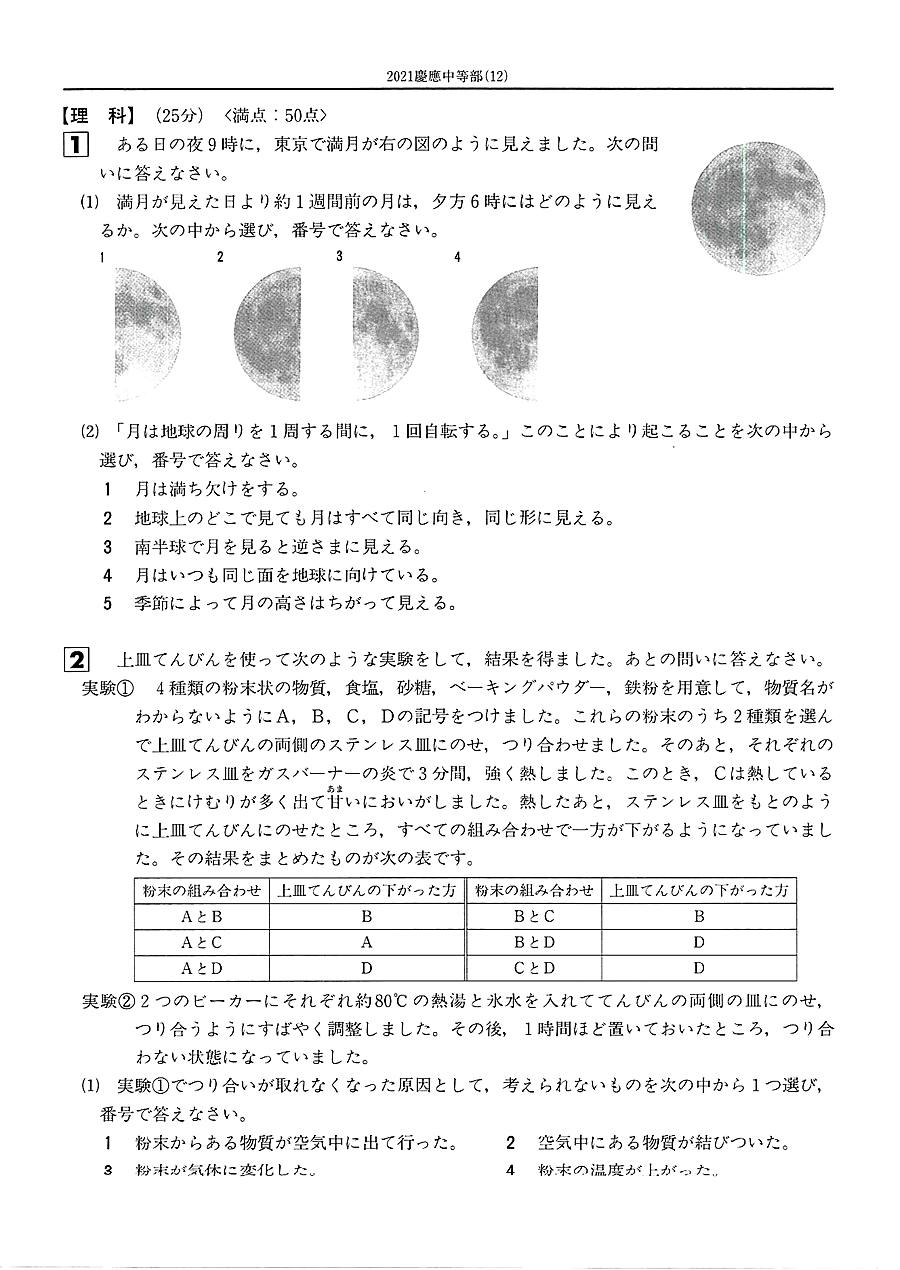 2021慶應中等部(12)
【理 科】 (25分) 〈満点:50点〉
1 ある日の夜9時に,東京で満月が右の図のように見えました。次の問
いに答えなさい。
(1) 満月が見えた日より約1週間前の月は,夕方6時にはどのように見え
るか。次の中から選び,番号で答えなさい。
1 2 3 4
(2) 「月は地球の周りを1周する間に,1回自転する。」このことにより起こることを次の中から
選び,番号で答えなさい。
1 月は満ち欠けをする。
2 地球上のどこで見ても月はすべて同じ向き,同じ形に見える。
3 南半球で月を見ると逆さまに見える。
4 月はいつも同じ面を地球に向けている。
5 季節によって月の高さはちがって見える。
2 上皿てんびんを使って次のような実験をして,結果を得ました。あとの問いに答えなさい。
実験① 4種類の粉末状の物質,食塩,砂糖,ベーキングパウダー,鉄粉を用意して,物質名が
わからないようにA,B,C,Dの記号をつけました。これらの粉末のうち2種類を選ん
で上皿てんびんの両側のステンレス皿にのせ,つり合わせました。そのあと,それぞれの
ステンレス皿をガスバーナーの炎で3分間,強く熱しました。このとき,Cは熱している
ときにけむりが多く出て甘いにおいがしました。熱したあと,ステンレス皿をもとのよう
あま
に上皿てんびんにのせたところ,すべての組み合わせで一方が下がるようになっていまし
た。その結果をまとめたものが次の表です。
粉末の組み合わせ 上皿てんびんの下がった方 粉末の組み合わせ 上皿てんびんの下がった方
AとB B BとC B
AとC A BとD D
AとD D CとD D
実験② 2つのビーカーにそれぞれ約80℃の熱湯と氷水を入れててんびんの両側の皿にのせ,
つり合うようにすばやく調整しました。その後,1時間ほど置いておいたところ,つり合
わない状態になっていました。
(1) 実験①でつり合いが取れなくなった原因として,考えられないものを次の中から1つ選び,
番号で答えなさい。
1 粉末からある物質が空気中に出て行った。 2 空気中にある物質が結びついた。
3 粉末が気体に変化した。 4 粉末の温度が上がった。